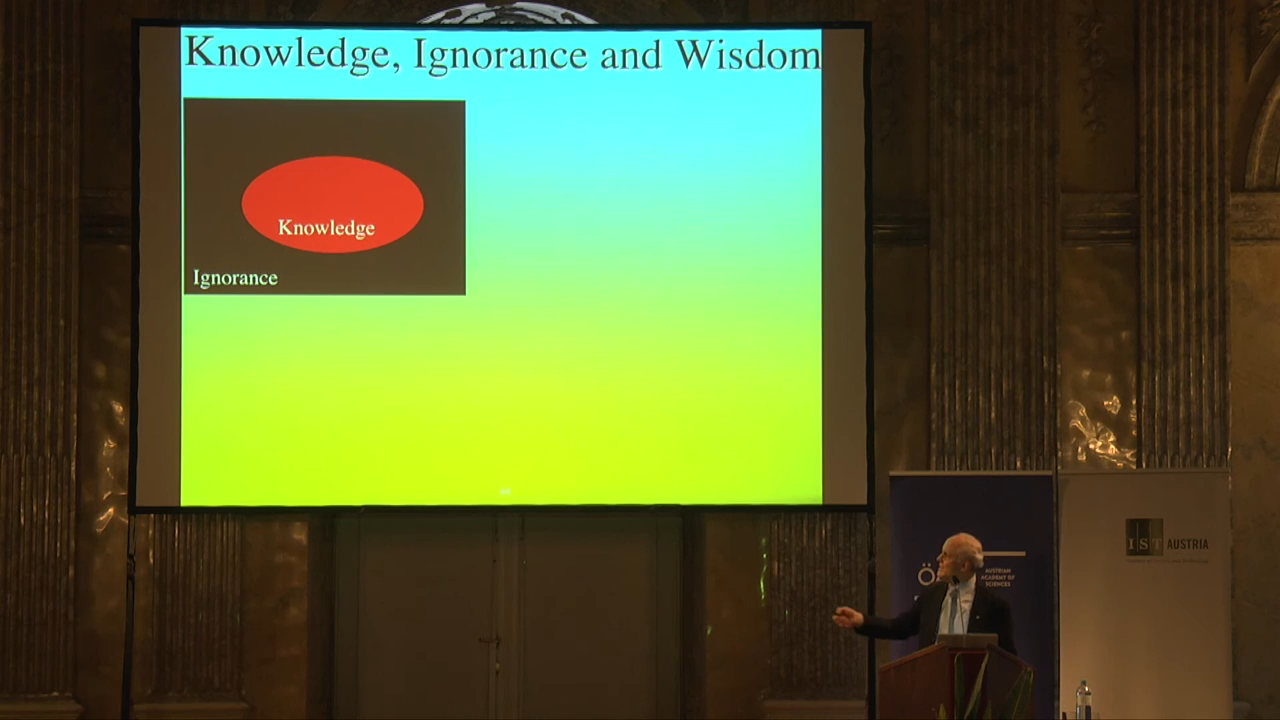 Knowledge, Ignorance and Wisdom
Knowledge
Ignorance
AUSTRIAN
ACADEMY OF
SCIENCES
IST AUSTRIA